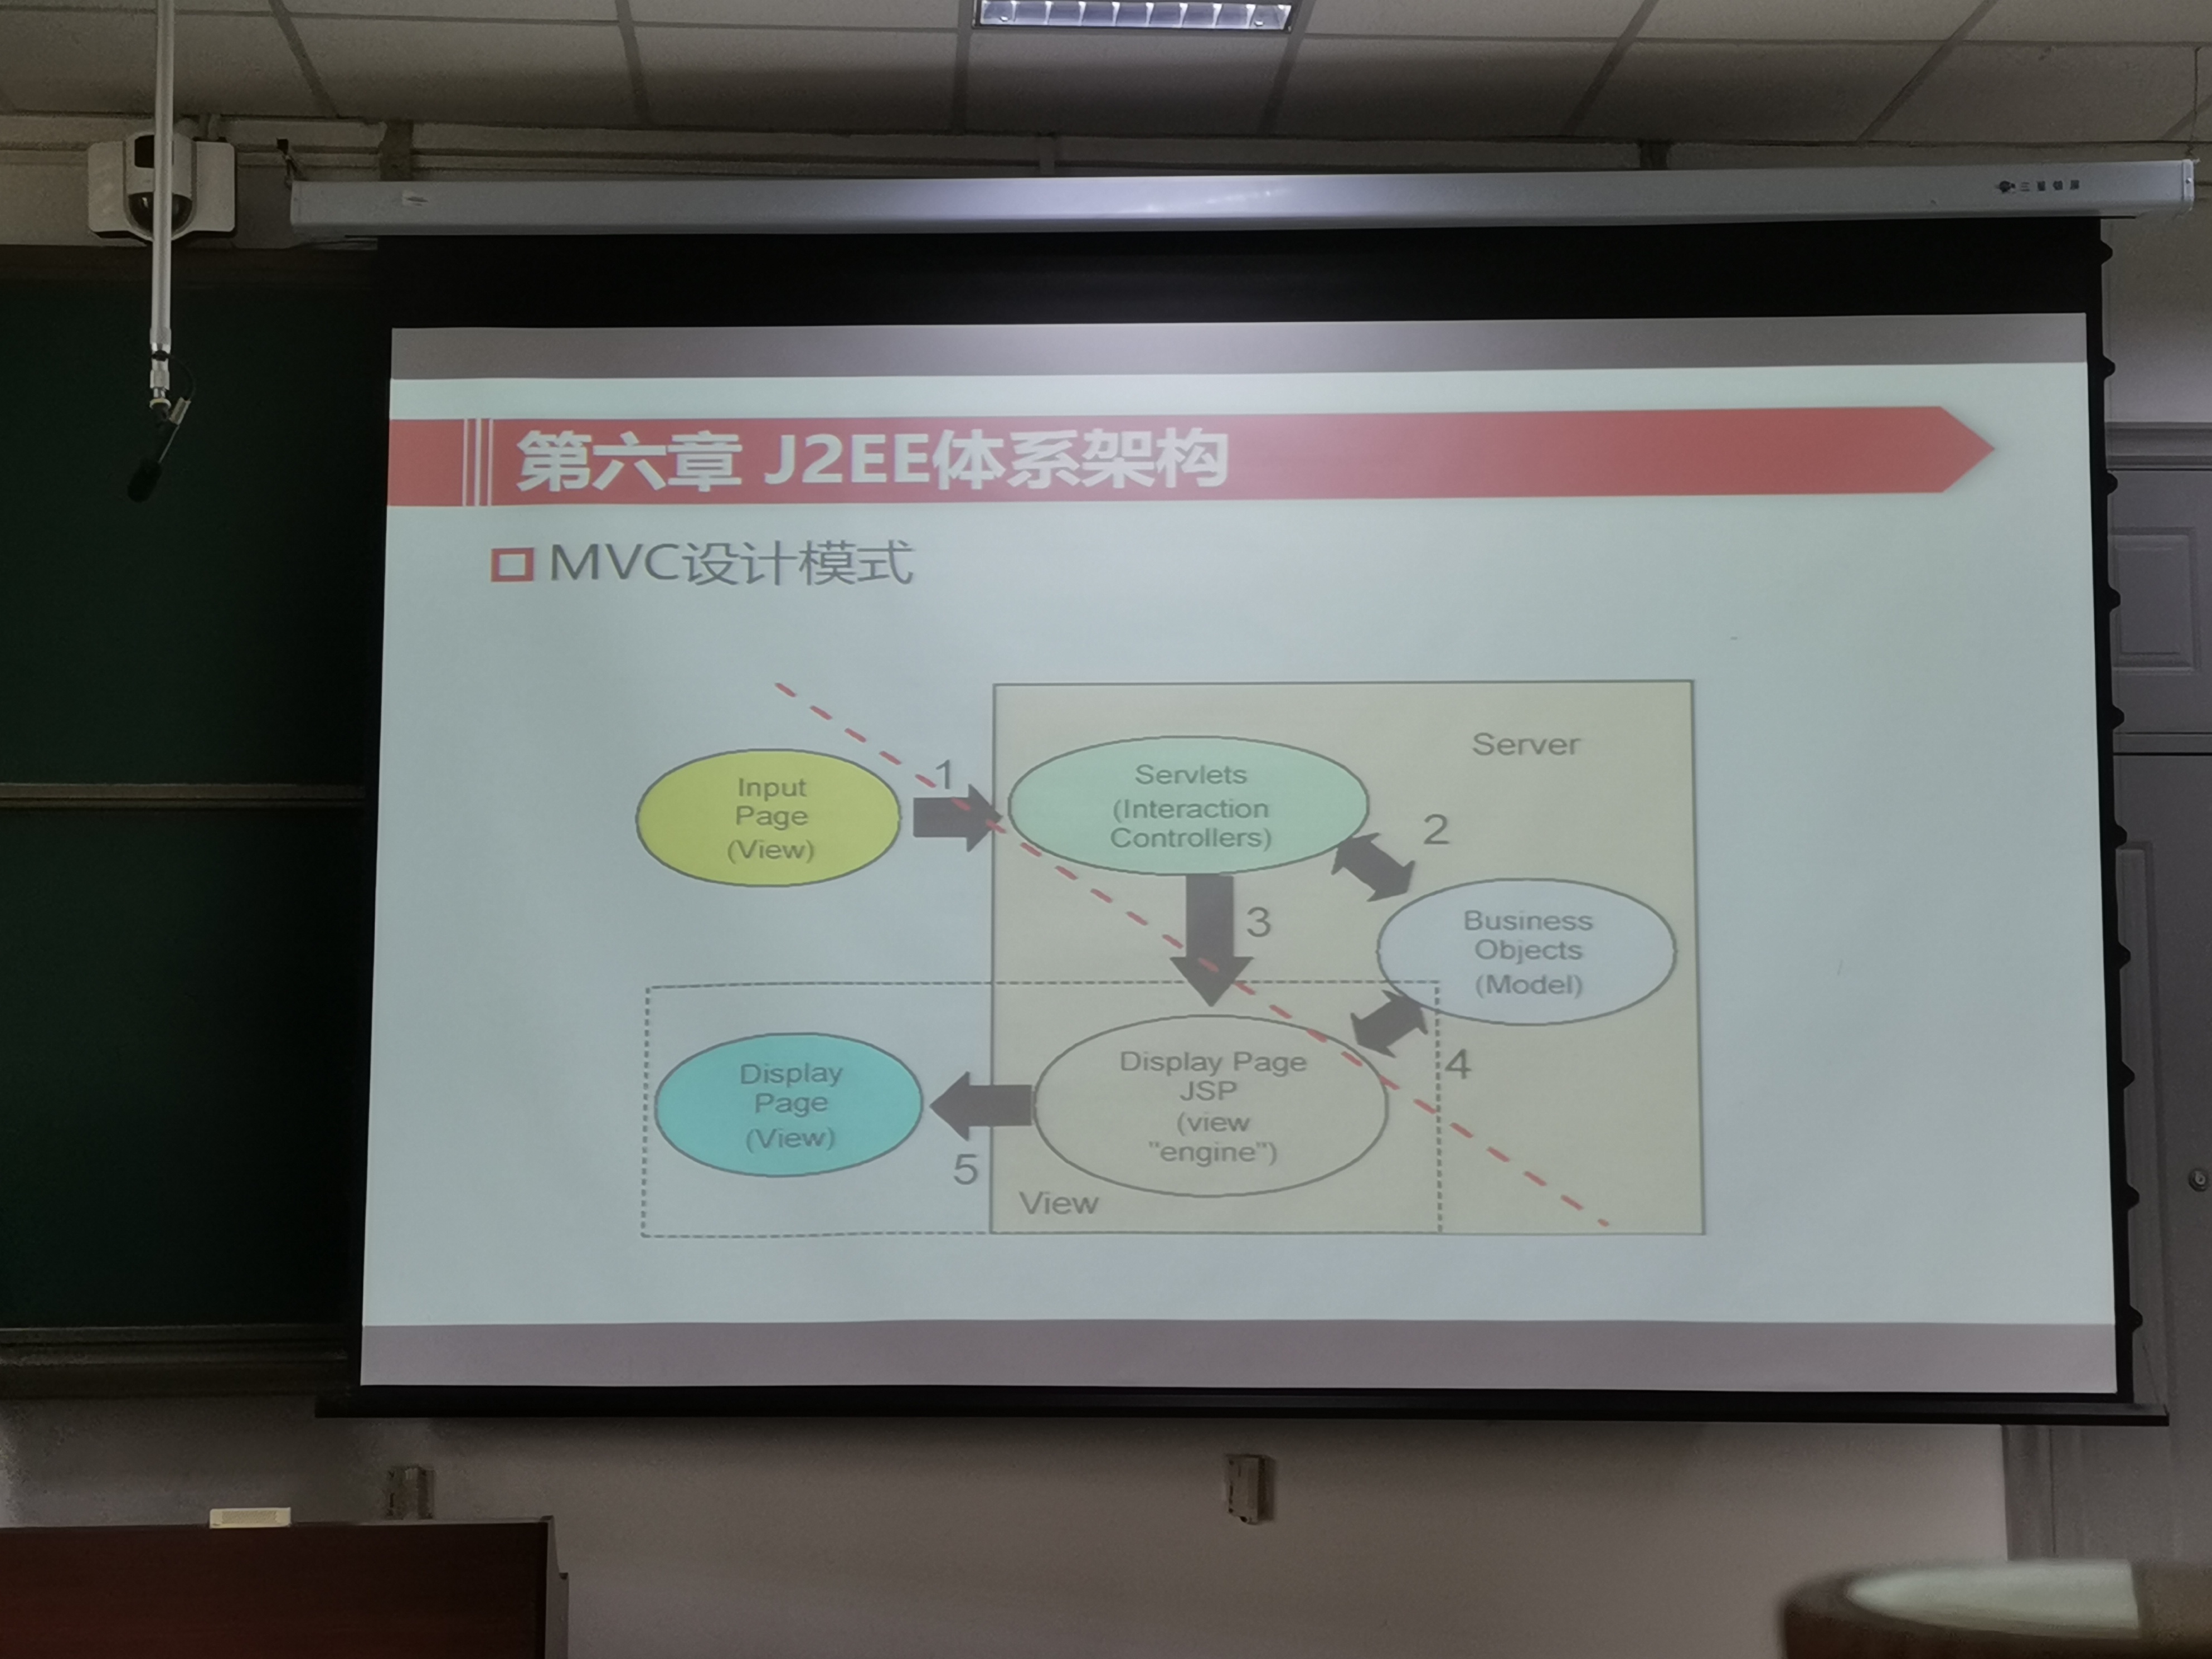 第六章 J2EE体系架构
MVC设计模式
Server
Input
Page
(View)
1
Servlets
(Interaction
Controllers)
2
3
Business
Objects
(Model)
4
Display
Page
(View)
5
Display Page
JSP
(view
"engine")
View